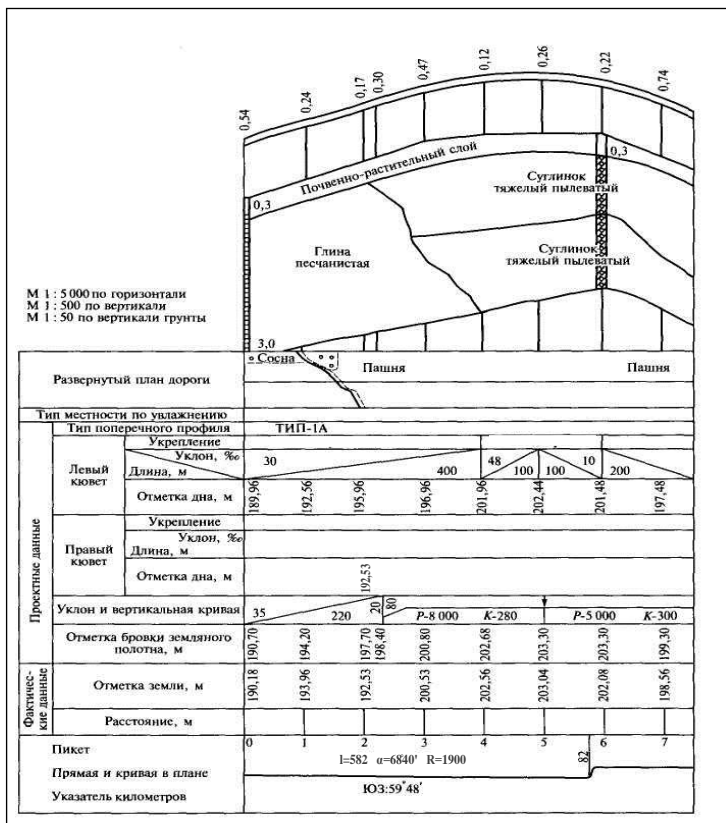 0,54 0,24 0,17 0,30 0,47 0,12 0,26 0,22 0,74
Почвенно-растительный слой
0,3
0,3
Суглинок
тяжелый пылеватый
Глина
песчанистая
Суглинок
тяжелый пылеватый
М 1 : 5 000 по горизонтали
М 1 : 500 по вертикали
М 1 : 50 по вертикали грунты
3,0
Развернутый план дороги
Сосна
Пашня
Пашня
Тип местности по увлажнению
Проектные данные
Тип поперечного профиля
ТИП-1А
Левый
кювет
Укрепление
Уклон, ‰
30 48 10
Длина, м
400 100 100 200
Отметка дна, м
189,96 192,56 195,96 196,96 201,96 202,44 201,48 197,48
Правый
кювет
Укрепление
Уклон, ‰
Длина, м
Отметка дна, м
192,53
Уклон и вертикальная кривая
35 220 20 80 Р-8 000 К-280 Р-5 000 К-300
Отметка бровки земляного
полотна, м
190,70 194,20 197,70 198,40 200,80 202,68 203,30 203,30 199,30
Фактичес-
кие данные
Отметка земли, м
190,18 193,96 192,53 200,53 202,56 203,04 202,08 198,56
Расстояние, м
Пикет
0 1 2 3 4 5 6 7
l=582 α=6840' R=1900
82
Прямая и кривая в плане
ЮЗ:59°48'
Указатель километров